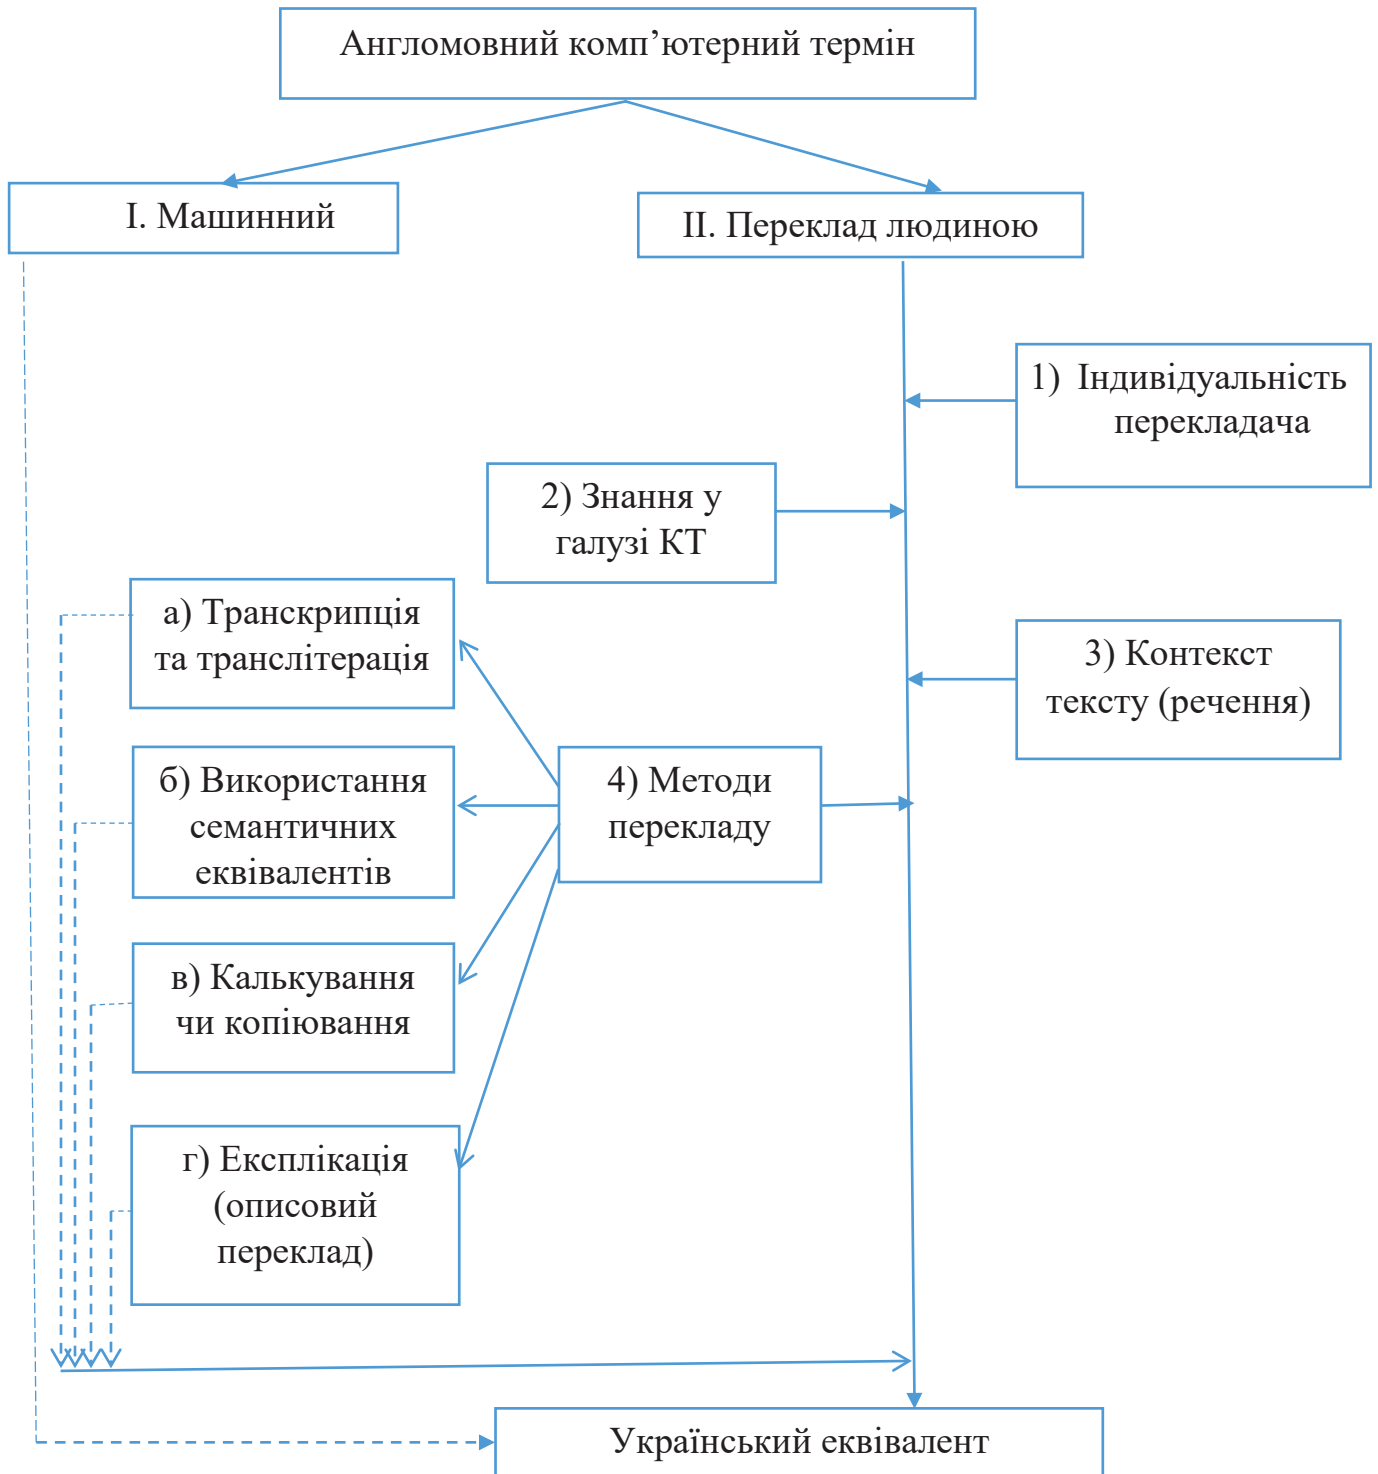 Англомовний комп’ютерний термін
І. Машинний
ІІ. Переклад людиною
1) Індивідуальність
перекладача
2) Знання у
галузі КТ
а) Транскрипція
та транслітерація
3) Контекст
тексту (речення)
б) Використання
семантичних
еквівалентів
4) Методи
перекладу
в) Калькування
чи копіювання
г) Експлікація
(описовий
переклад)
Український еквівалент